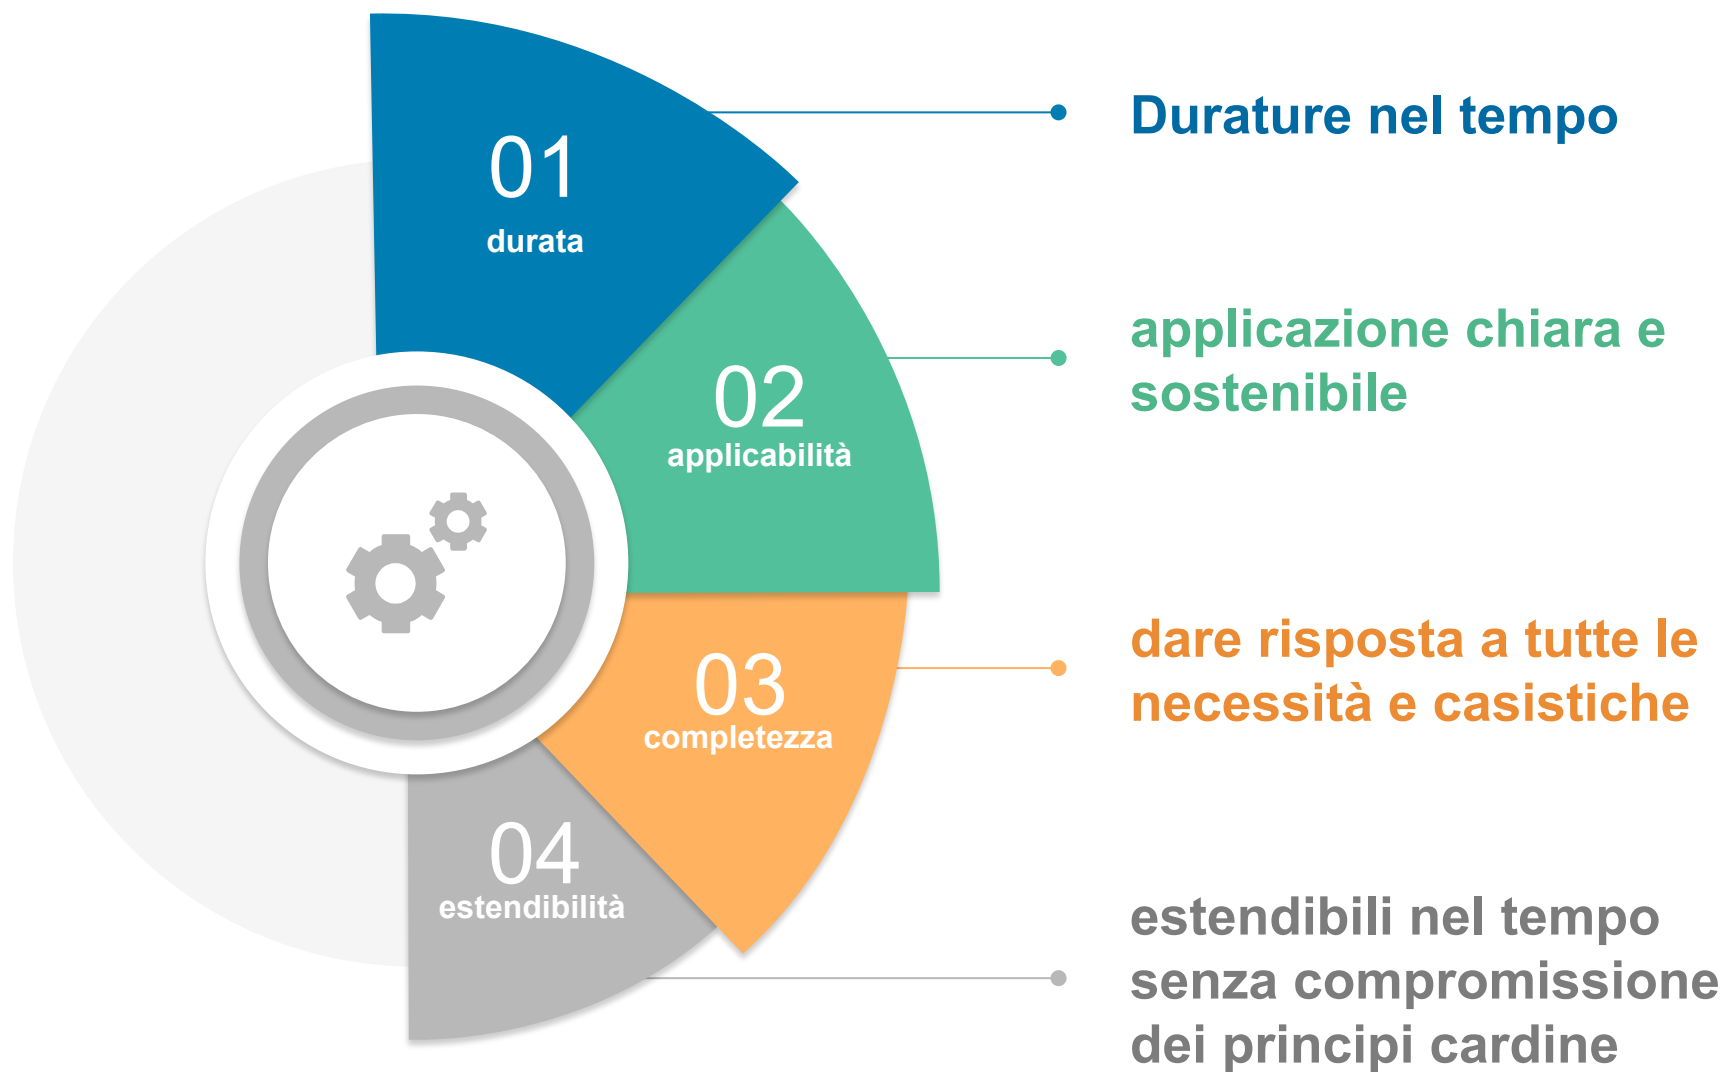 01
durata
Durature nel tempo
02
applicabilità
applicazione chiara e
sostenibile
03
completezza
dare risposta a tutte le
necessità e casistiche
04
estendibilità
estendibili nel tempo
senza compromissione
dei principi cardine